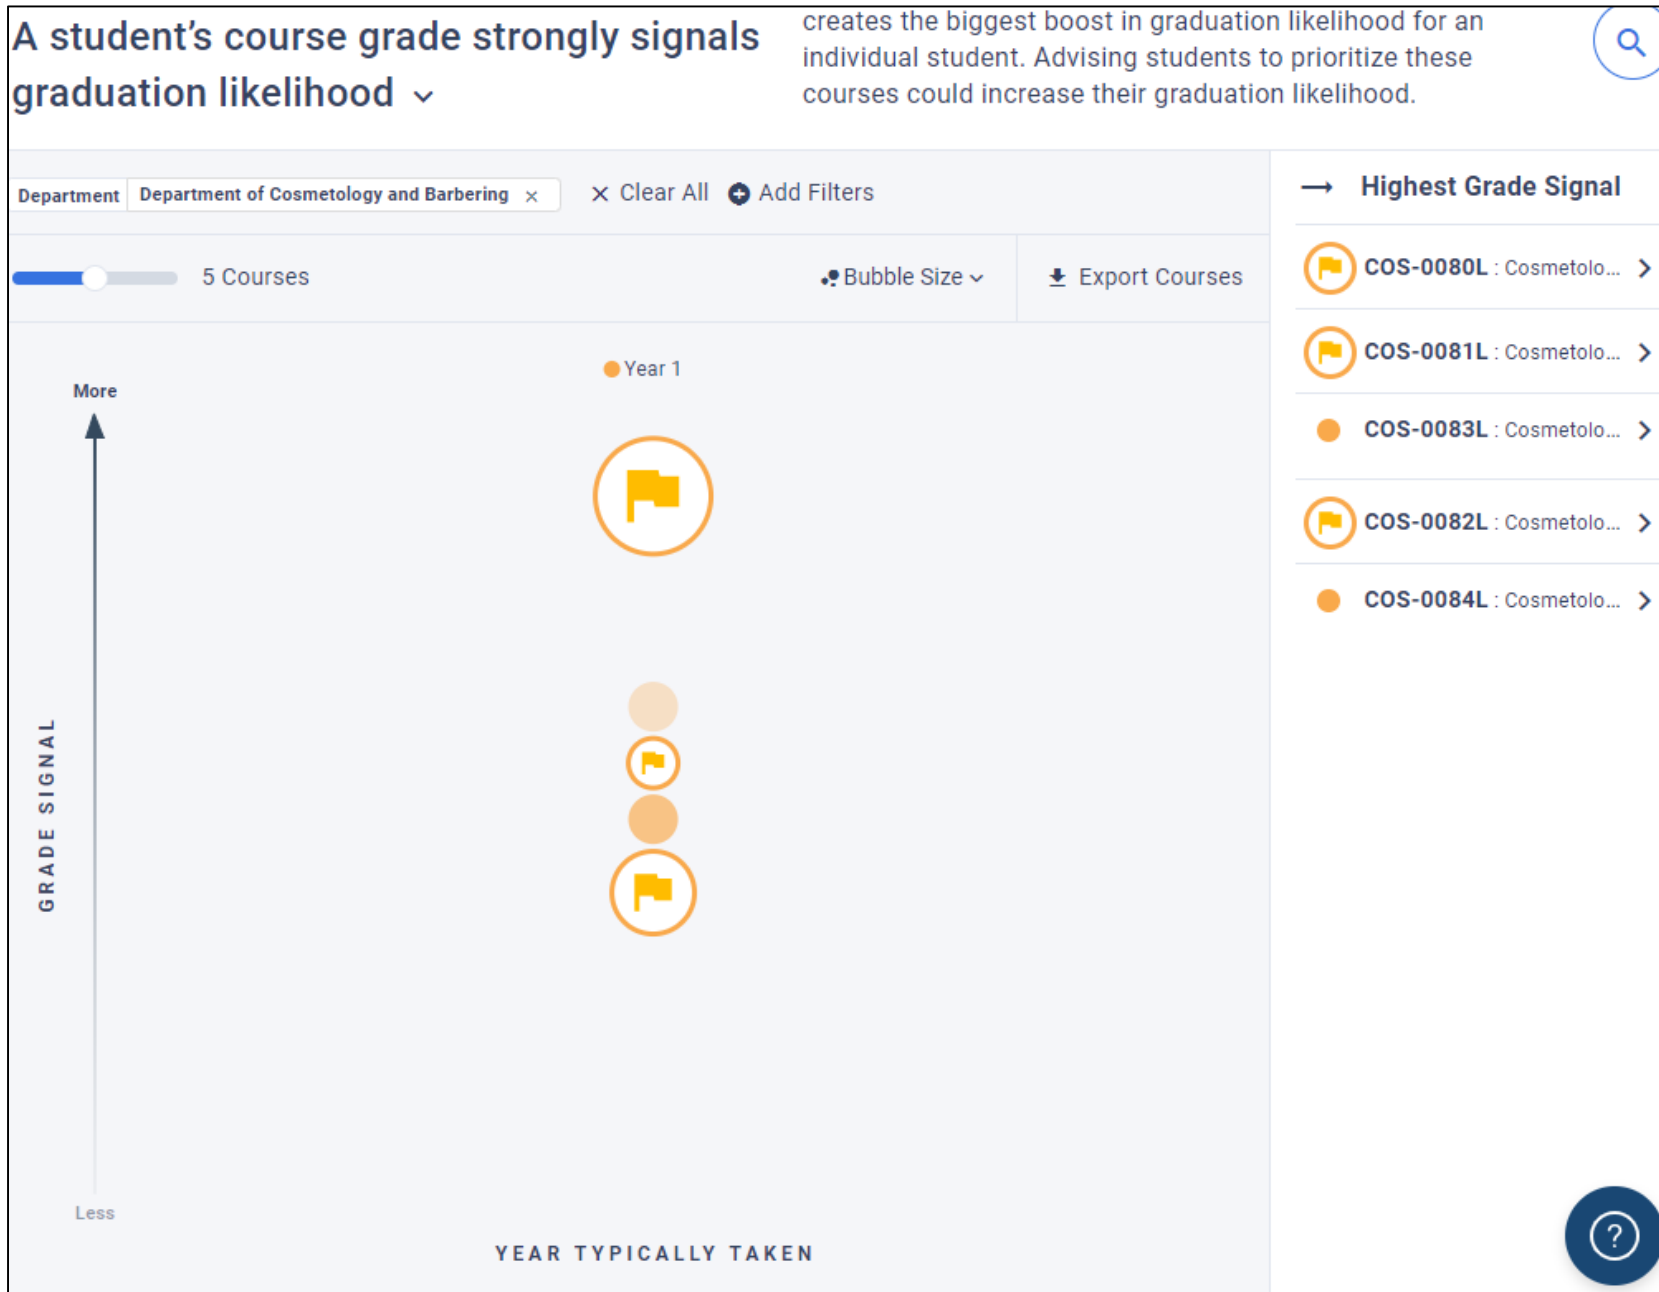 A student's course grade strongly signals
graduation likelihood
creates the biggest boost in graduation likelihood for an
individual student. Advising students to prioritize these
courses could increase their graduation likelihood.
Department Department of Cosmetology and Barbering × × Clear All Add Filters
5 Courses Bubble Size Export Courses
Year 1
More
GRADE SIGNAL
Less
YEAR TYPICALLY TAKEN
→ Highest Grade Signal
COS-0080L : Cosmetolo...
COS-0081L : Cosmetolo...
COS-0083L : Cosmetolo...
COS-0082L : Cosmetolo...
COS-0084L : Cosmetolo...
?